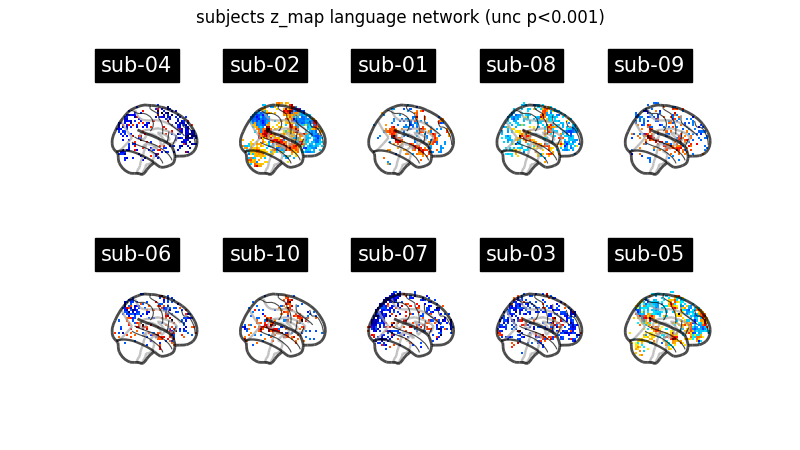 subjects z_map language network (unc p<0.001)
sub-04
sub-02
sub-01
sub-08
sub-09
sub-06
sub-10
sub-07
sub-03
sub-05